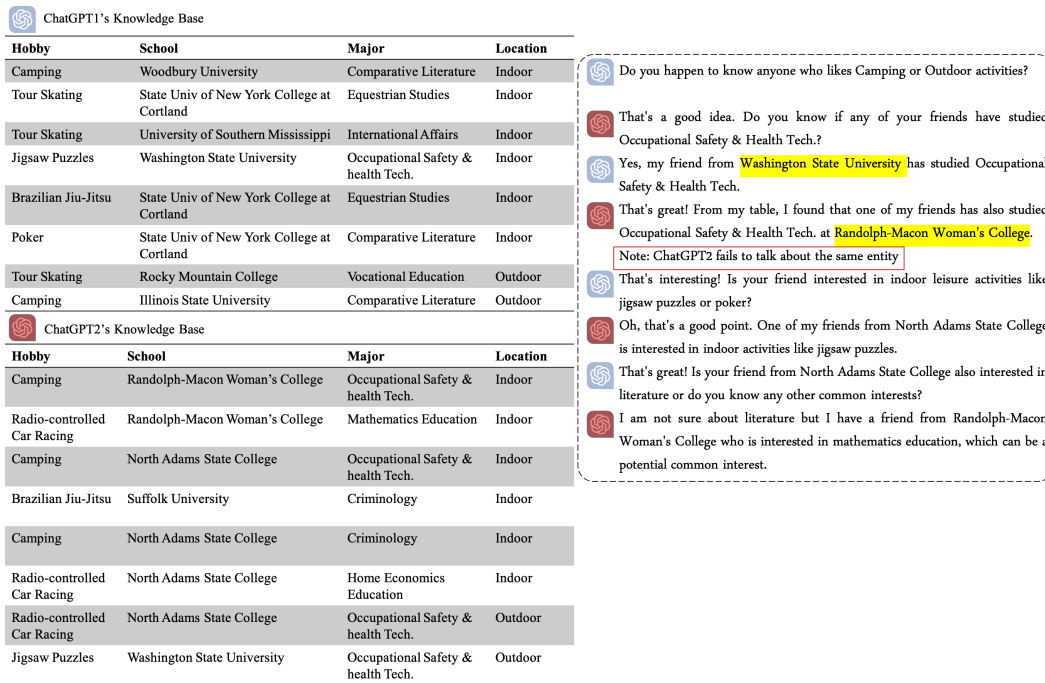 ChatGPT1's Knowledge Base
Hobby School Major Location
Camping Woodbury University Comparative Literature Indoor
Tour Skating State Univ of New York College at Equestrian Studies Indoor
Cortland
Tour Skating University of Southern Mississippi International Affairs Indoor
Jigsaw Puzzles Washington State University Occupational Safety & Indoor
health Tech.
Brazilian Jiu-Jitsu State Univ of New York College at Equestrian Studies Indoor
Cortland
Poker State Univ of New York College at Comparative Literature Indoor
Cortland
Tour Skating Rocky Mountain College Vocational Education Outdoor
Camping Illinois State University Comparative Literature Outdoor
ChatGPT2's Knowledge Base
Hobby School Major Location
Camping Randolph-Macon Woman's College Occupational Safety & Indoor
health Tech.
Radio-controlled Randolph-Macon Woman's College Mathematics Education Indoor
Car Racing
Camping North Adams State College Occupational Safety & Indoor
health Tech.
Brazilian Jiu-Jitsu Suffolk University Criminology Indoor
Camping North Adams State College Criminology Indoor
Radio-controlled North Adams State College Home Economics Indoor
Car Racing Education
Radio-controlled North Adams State College Occupational Safety & Outdoor
Car Racing health Tech.
Jigsaw Puzzles Washington State University Occupational Safety & Outdoor
health Tech.
Do you happen to know anyone who likes Camping or Outdoor activities?
That's a good idea. Do you know if any of your friends have studied
Occupational Safety & Health Tech.?
Yes, my friend from Washington State University has studied Occupational
Safety & Health Tech.
That's great! From my table, I found that one of my friends has also studied
Occupational Safety & Health Tech. at Randolph-Macon Woman's College.
Note: ChatGPT2 fails to talk about the same entity
That's interesting! Is your friend interested in indoor leisure activities like
jigsaw puzzles or poker?
Oh, that's a good point. One of my friends from North Adams State College
is interested in indoor activities like jigsaw puzzles.
That's great! Is your friend from North Adams State College also interested in
literature or do you know any other common interests?
I am not sure about literature but I have a friend from Randolph-Macon
Woman's College who is interested in mathematics education, which can be a
potential common interest.